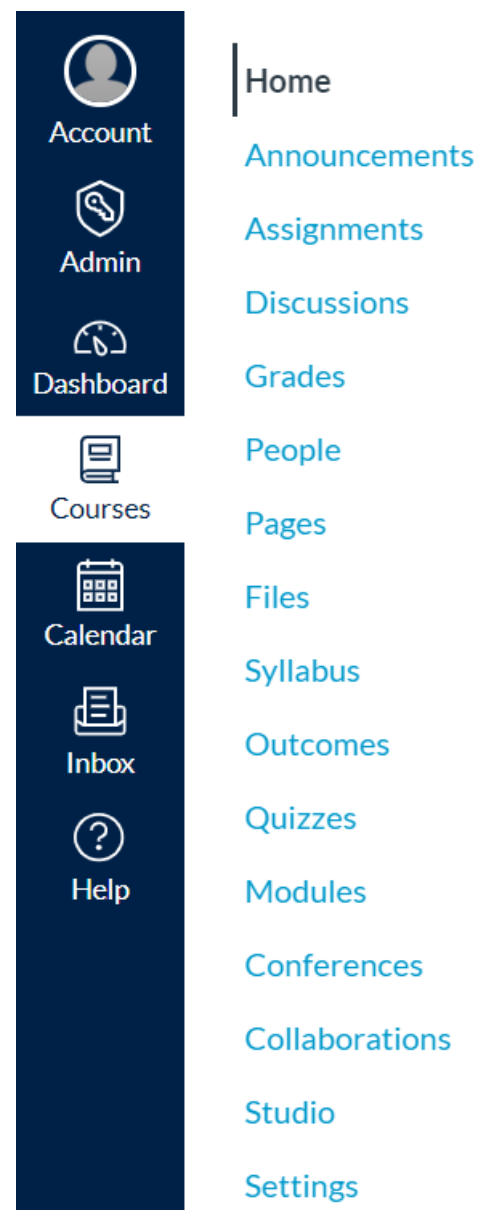 Account
Admin
Dashboard
Courses
Calendar
Inbox
Help
Home
Announcements
Assignments
Discussions
Grades
People
Pages
Files
Syllabus
Outcomes
Quizzes
Modules
Conferences
Collaborations
Studio
Settings